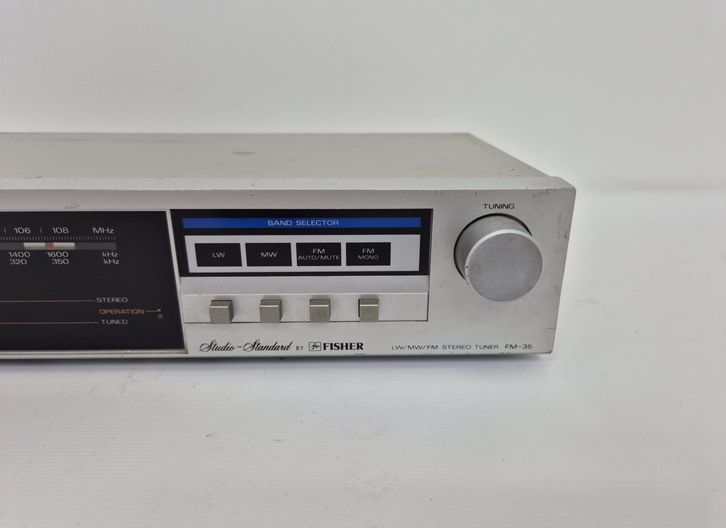 106 108 MHz
1400 1600 kHz
320 350 kHz
STEREO
OPERATION
TUNED
BAND SELECTOR
LW MW FM AUTO/MUTE FM MONO
TUNING
Studio-Standard BY FISHER
LW/MW/FM STEREO TUNER FM-35